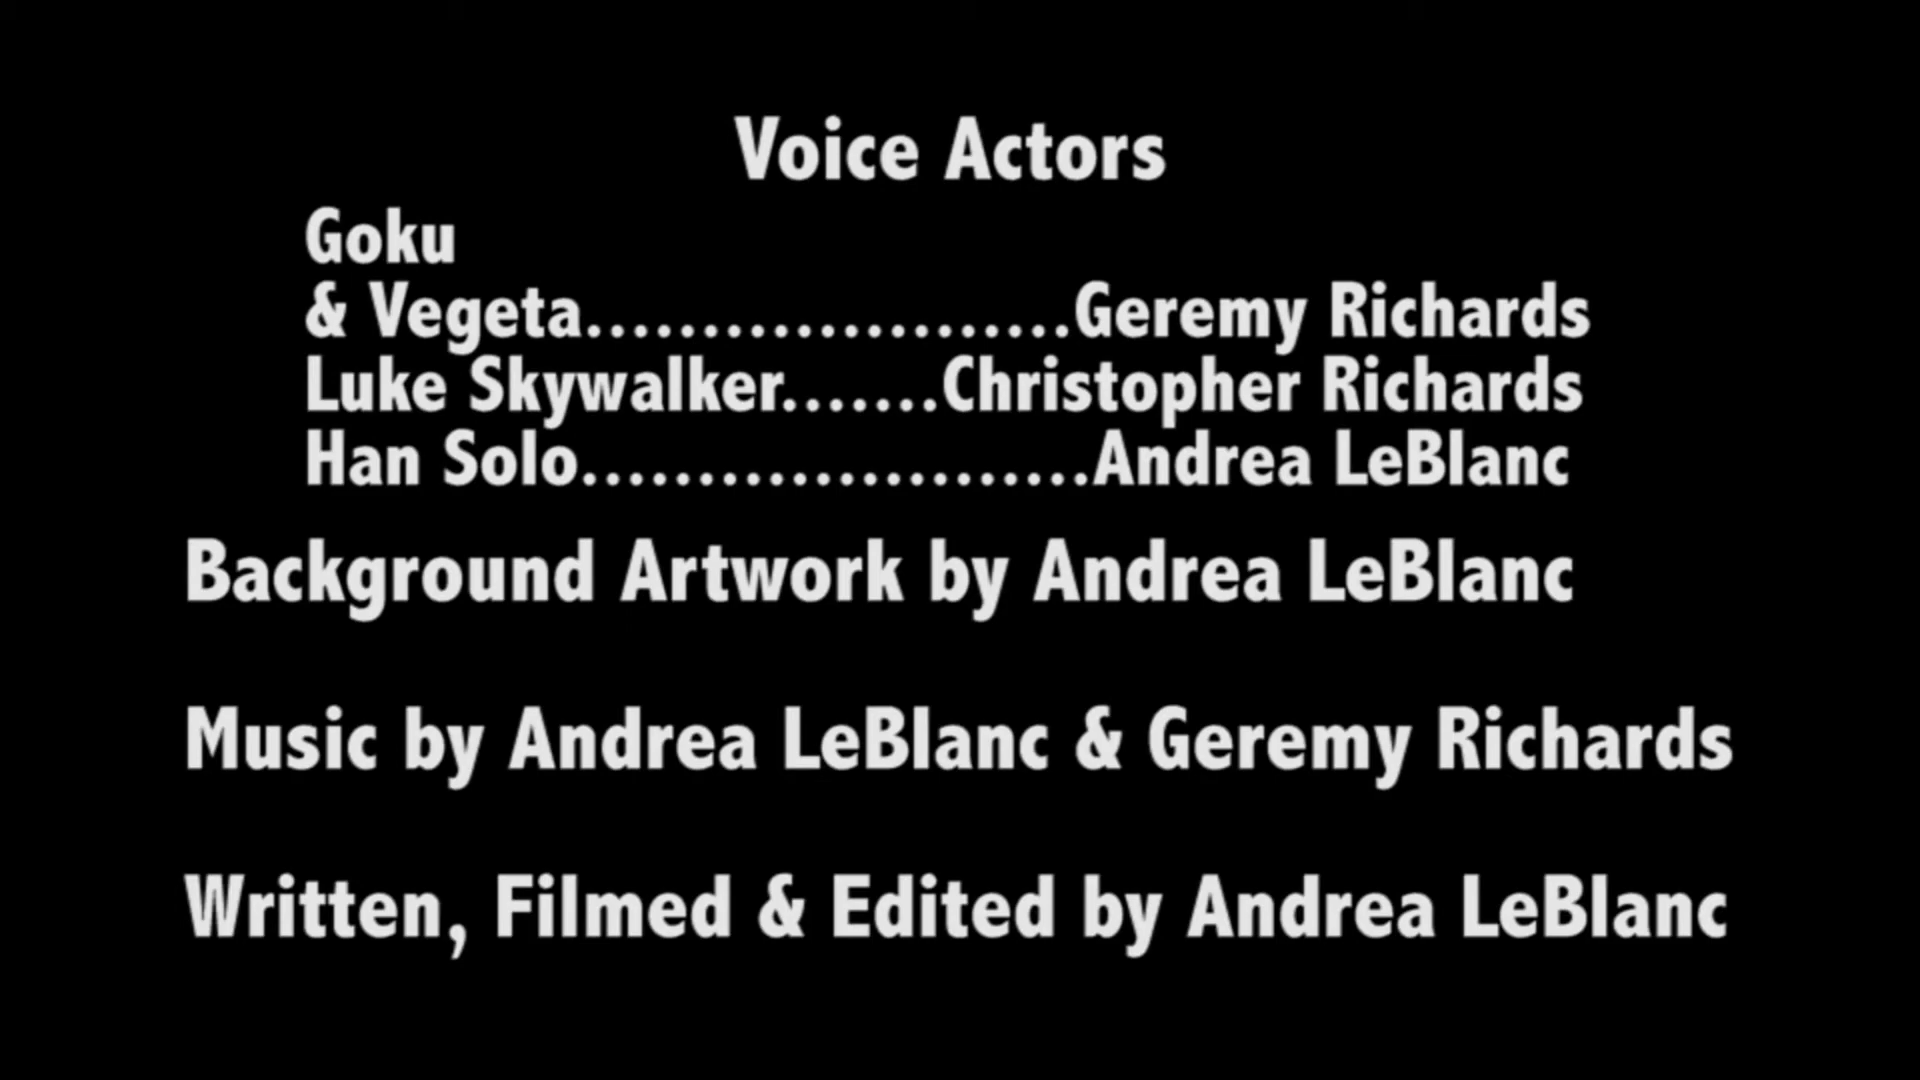 Voice Actors
Goku
& Vegeta.....................Geremy Richards
Luke Skywalker.......Christopher Richards
Han Solo......................Andrea LeBlanc
Background Artwork by Andrea LeBlanc
Music by Andrea LeBlanc & Geremy Richards
Written, Filmed & Edited by Andrea LeBlanc